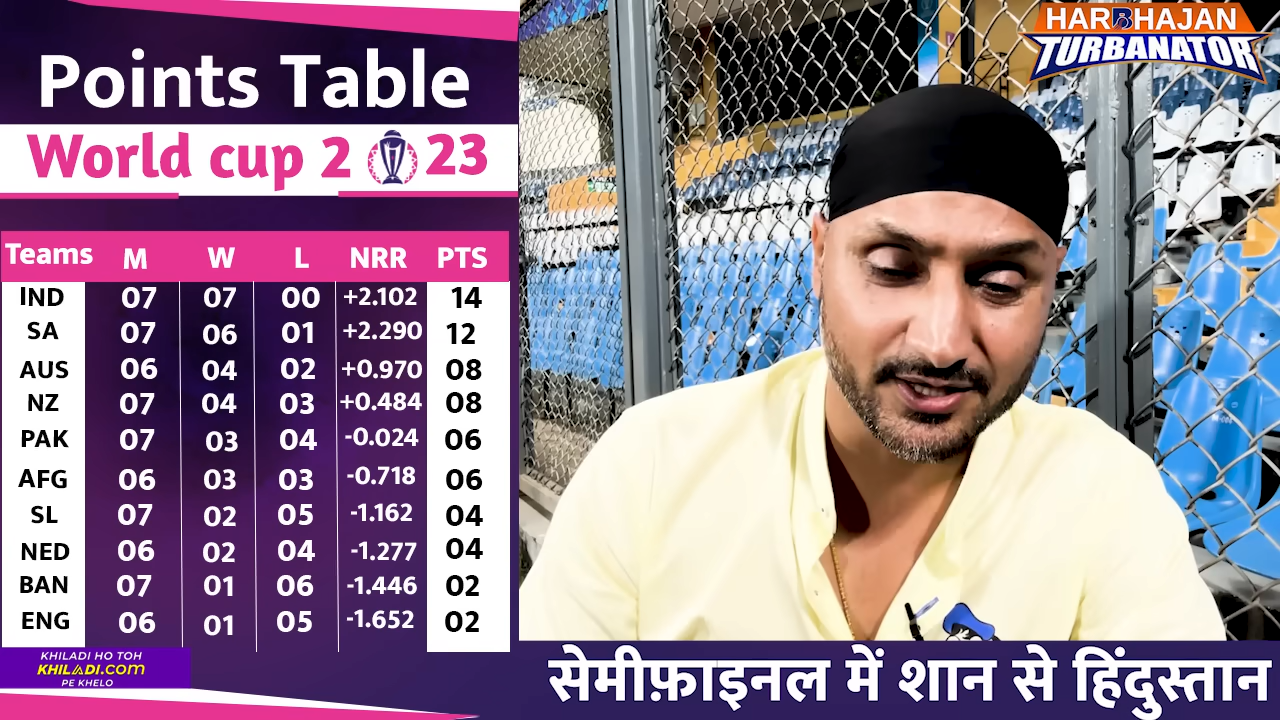 Points Table
World cup 2 23
Teams M W L NRR PTS
IND 07 07 00 +2.102 14
SA 07 06 01 +2.290 12
AUS 06 04 02 +0.970 08
NZ 07 04 03 +0.484 08
PAK 07 03 04 -0.024 06
AFG 06 03 03 -0.718 06
SL 07 02 05 -1.162 04
NED 06 02 04 -1.277 04
BAN 07 01 06 -1.446 02
ENG 06 01 05 -1.652 02
KHILADI HO TOH
KHILADI.com
PE KHELO
HARBHAJAN
TURBANATOR
सेमीफ़ाइनल में शान से हिंदुस्तान